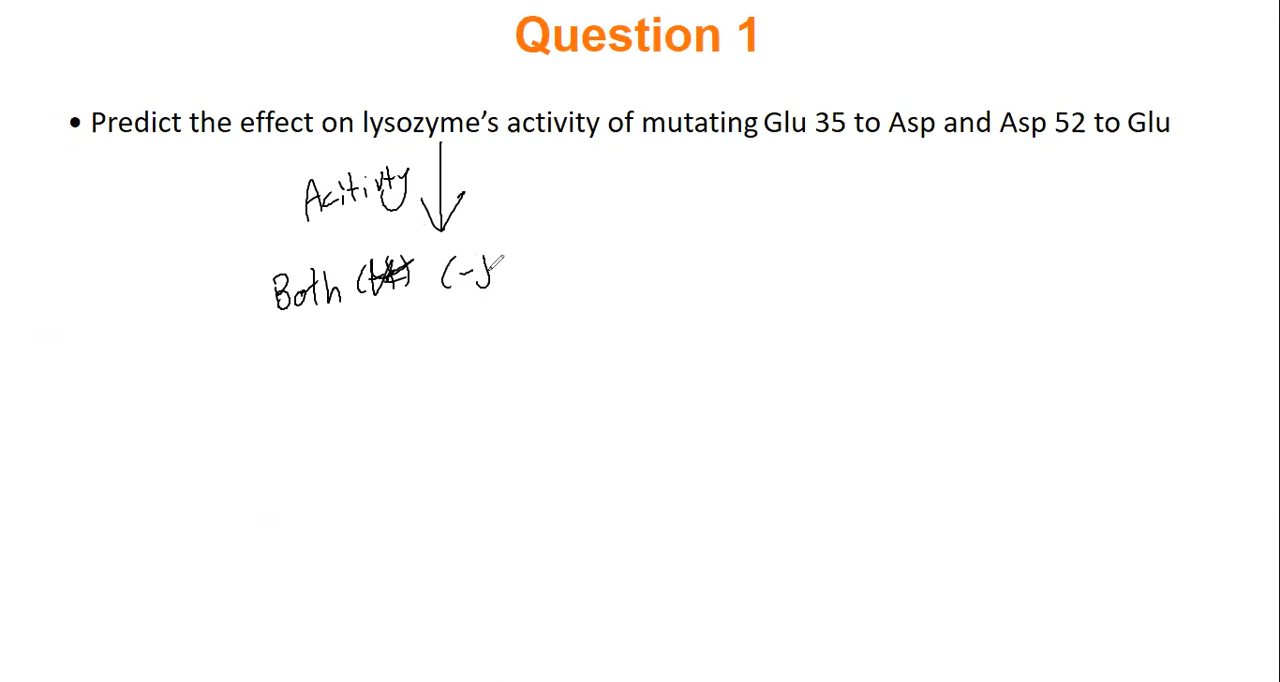 Question 1
• Predict the effect on lysozyme’s activity of mutating Glu 35 to Asp and Asp 52 to Glu
Acitivty
Both (-)